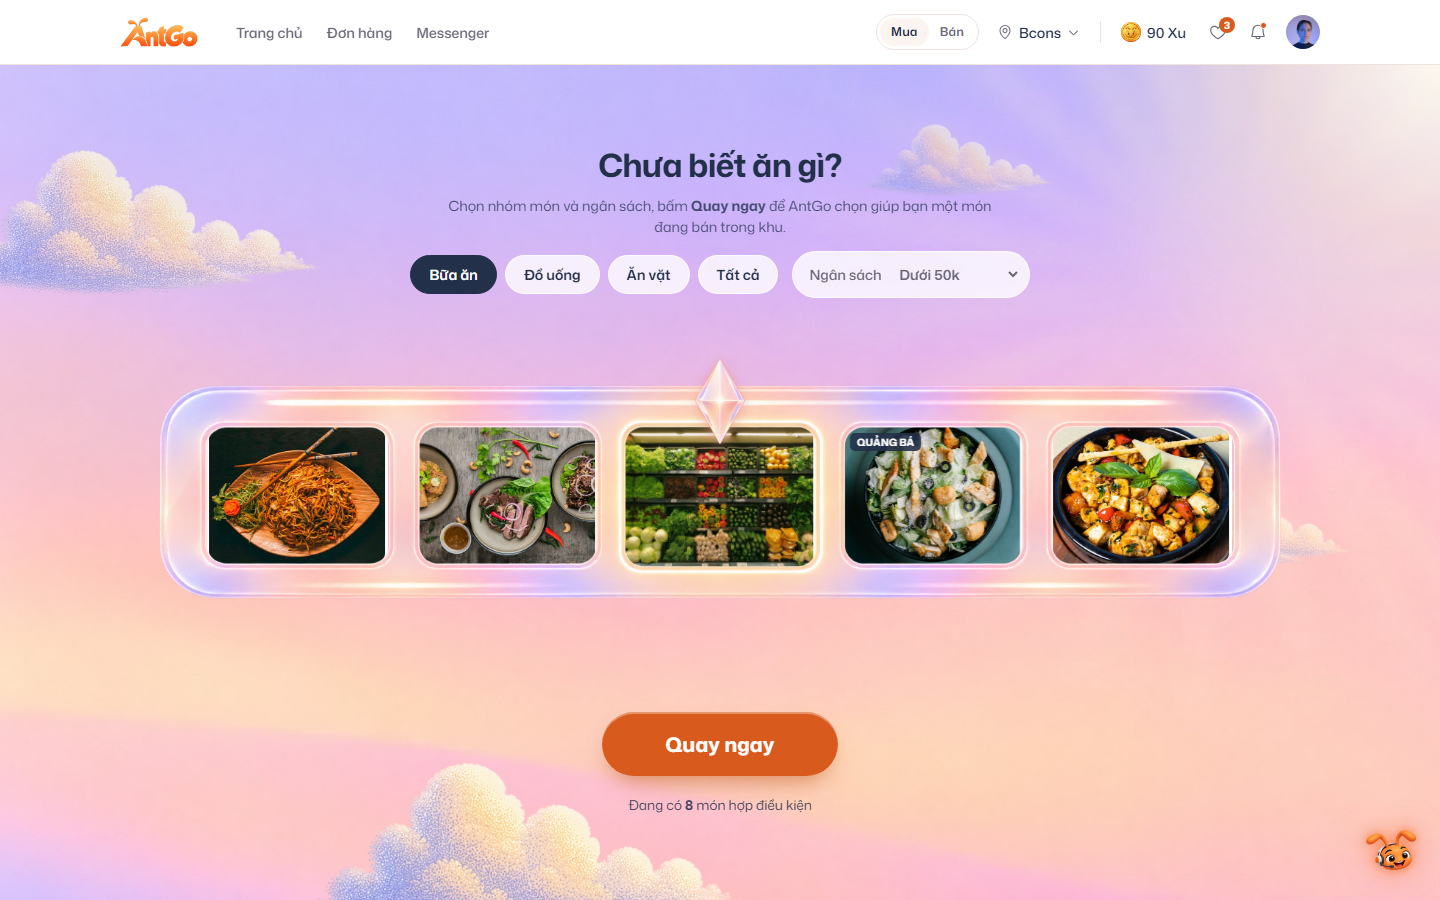 AntGo
Trang chủ
Đơn hàng
Messenger
Mua
Bán
Bcons
90 Xu
3
Chưa biết ăn gì?
Chọn nhóm món và ngân sách, bấm Quay ngay để AntGo chọn giúp bạn một món
đang bán trong khu.
Bữa ăn
Đồ uống
Ăn vặt
Tất cả
Ngân sách
Dưới 50k
QUẢNG BÁ
Quay ngay
Đang có 8 món hợp điều kiện